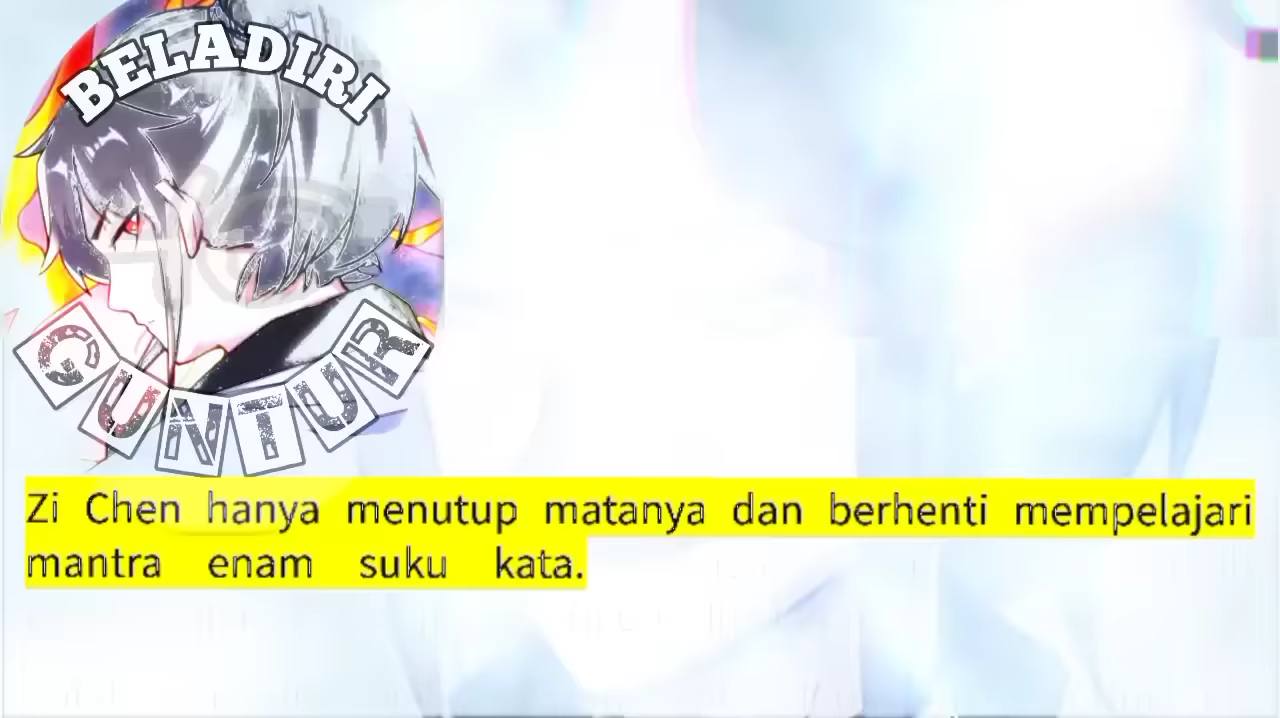 BELADIRI
GUNTUR
Zi Chen hanya menutup matanya dan berhenti mempelajari
mantra enam suku kata.